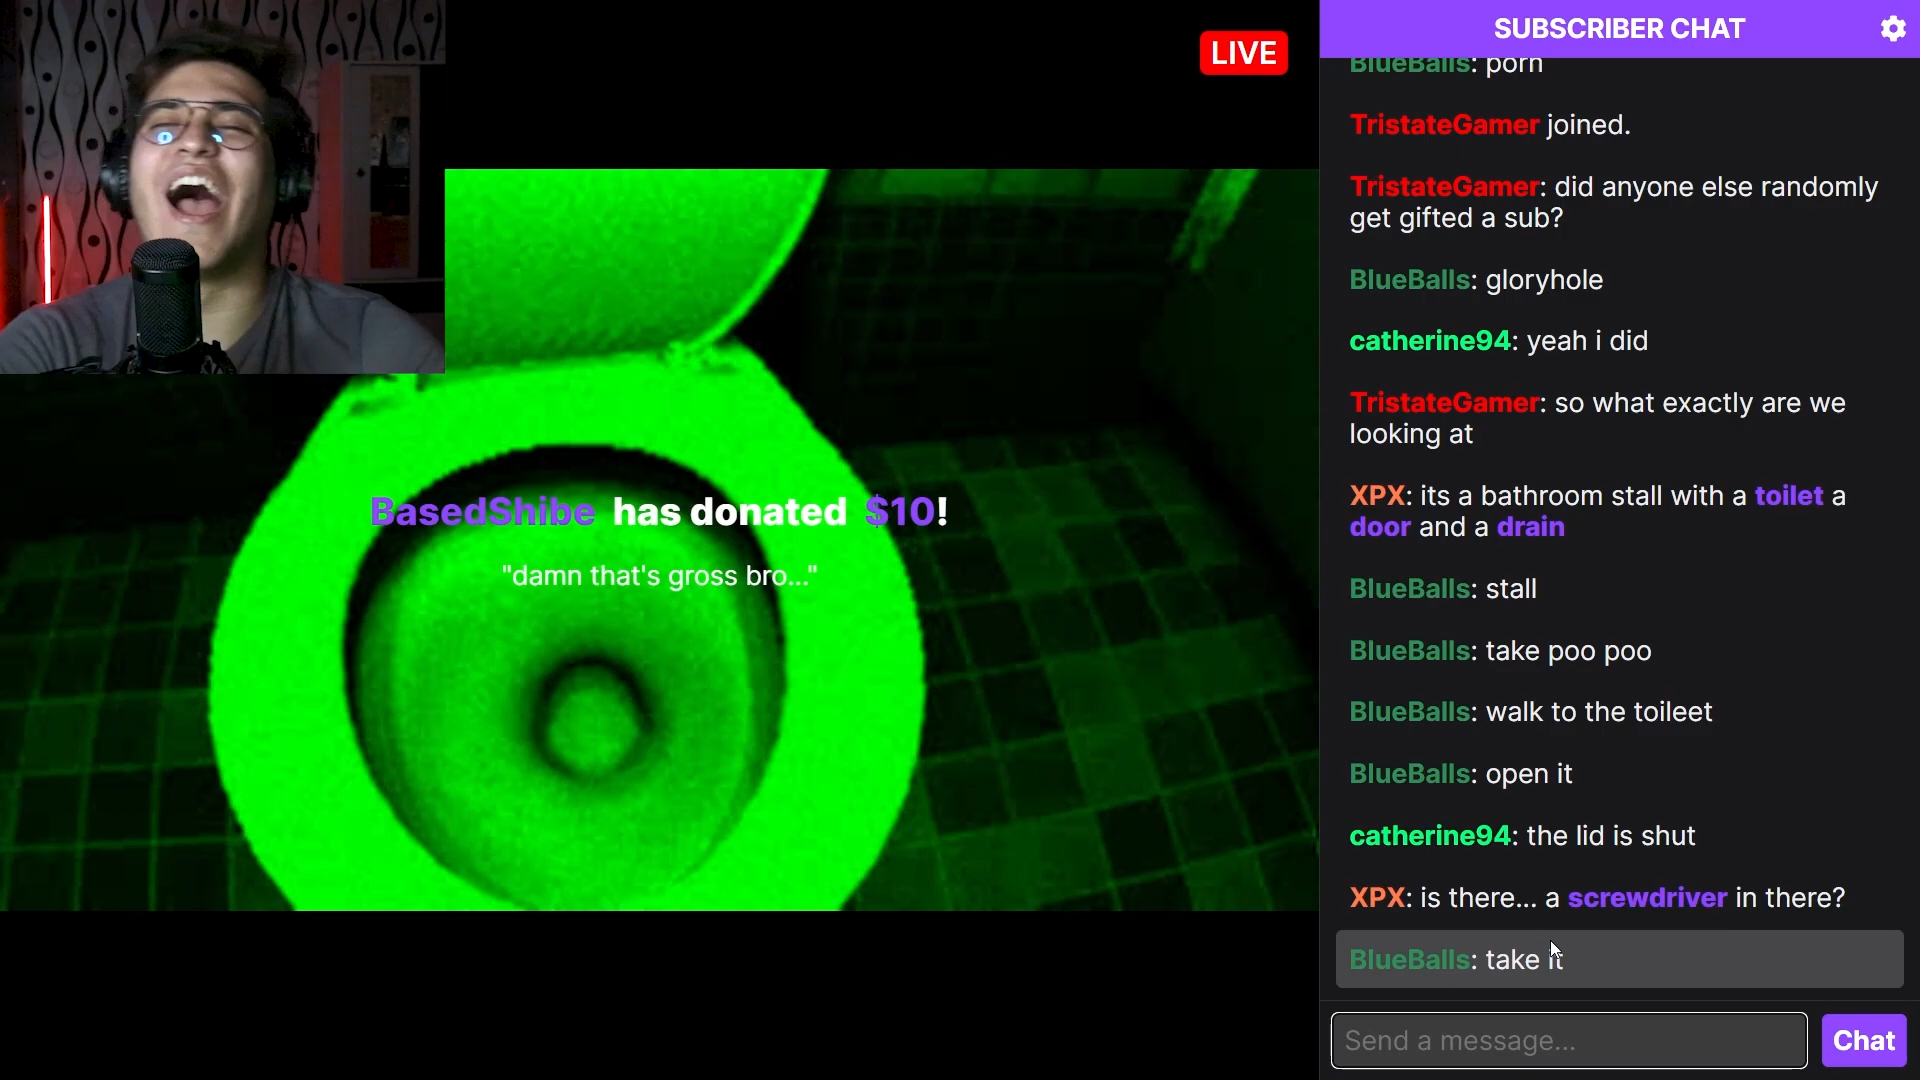 LIVE
BasedShibe has donated $10!
"damn that's gross bro..."
SUBSCRIBER CHAT
BlueBalls: porn
TristateGamer joined.
TristateGamer: did anyone else randomly
get gifted a sub?
BlueBalls: gloryhole
catherine94: yeah i did
TristateGamer: so what exactly are we
looking at
XPX: its a bathroom stall with a toilet a
door and a drain
BlueBalls: stall
BlueBalls: take poo poo
BlueBalls: walk to the toileet
BlueBalls: open it
catherine94: the lid is shut
XPX: is there... a screwdriver in there?
BlueBalls: take it
Send a message...
Chat